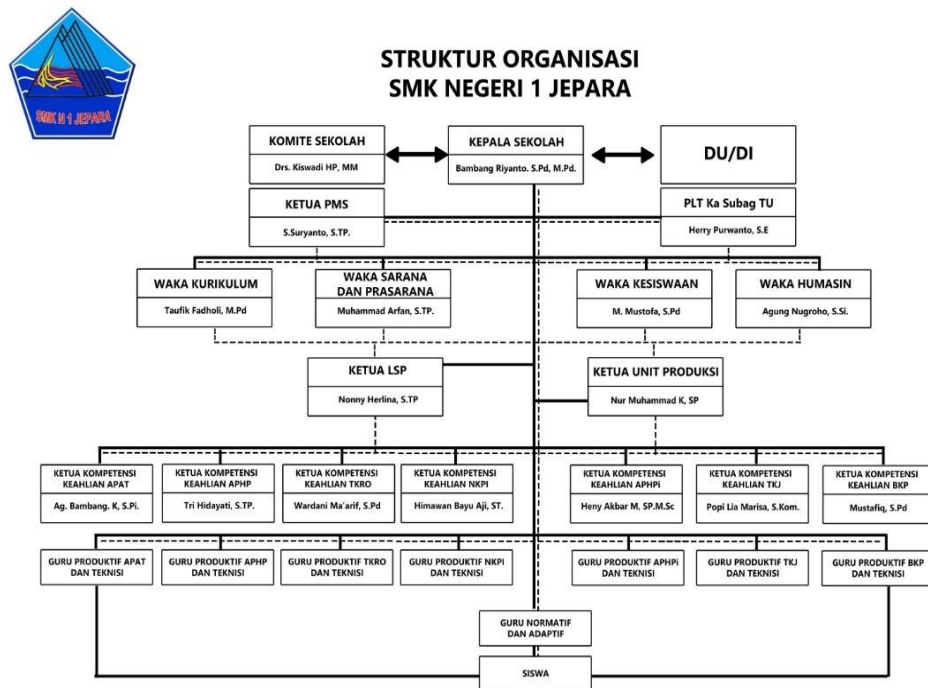 SMK N 1 JEPARA
STRUKTUR ORGANISASI
SMK NEGERI 1 JEPARA
KOMITE SEKOLAH
Drs. Kiswadi HP, MM
KEPALA SEKOLAH
Bambang Riyanto. S.Pd, M.Pd.
DU/DI
KETUA PMS
S.Suryanto, S.TP.
PLT Ka Subag TU
Herry Purwanto, S.E
WAKA KURIKULUM
Taufik Fadholi, M.Pd
WAKA SARANA
DAN PRASARANA
Muhammad Arfan, S.TP.
WAKA KESISWAAN
M. Mustofa, S.Pd
WAKA HUMASIN
Agung Nugroho, S.Si.
KETUA LSP
Nonny Herlina, S.TP
KETUA UNIT PRODUKSI
Nur Muhammad K, SP
KETUA KOMPETENSI
KEAHLIAN APAT
Ag. Bambang. K, S.Pi.
KETUA KOMPETENSI
KEAHLIAN APHP
Tri Hidayati, S.TP.
KETUA KOMPETENSI
KEAHLIAN TKRO
Wardani Ma'arif, S.Pd
KETUA KOMPETENSI
KEAHLIAN NKPI
Himawan Bayu Aji, ST.
KETUA KOMPETENSI
KEAHLIAN APHPi
Heny Akbar M, SP.M.Sc
KETUA KOMPETENSI
KEAHLIAN TKJ
Popi Lia Marisa, S.Kom.
KETUA KOMPETENSI
KEAHLIAN BKP
Mustafiq, S.Pd
GURU PRODUKTIF APAT
DAN TEKNISI
GURU PRODUKTIF APHP
DAN TEKNISI
GURU PRODUKTIF TKRO
DAN TEKNISI
GURU PRODUKTIF NKPI
DAN TEKNISI
GURU PRODUKTIF APHPi
DAN TEKNISI
GURU PRODUKTIF TKJ
DAN TEKNISI
GURU PRODUKTIF BKP
DAN TEKNISI
GURU NORMATIF
DAN ADAPTIF
SISWA